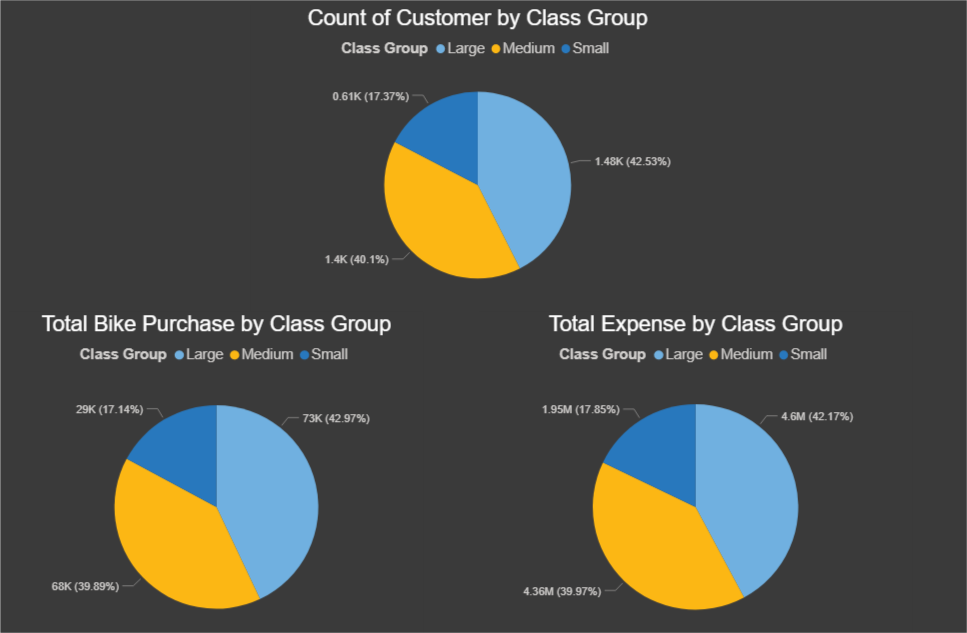 Count of Customer by Class Group
Class Group Large Medium Small
0.61K (17.37%)
1.48K (42.53%)
1.4K (40.1%)
Total Bike Purchase by Class Group
Class Group Large Medium Small
29K (17.14%)
73K (42.97%)
68K (39.89%)
Total Expense by Class Group
Class Group Large Medium Small
1.95M (17.85%)
4.6M (42.17%)
4.36M (39.97%)